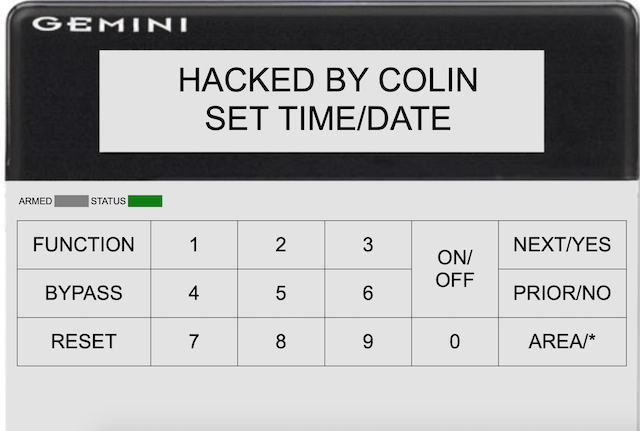 GEMINI
HACKED BY COLIN
SET TIME/DATE
ARMED STATUS
FUNCTION 1 2 3 ON/OFF NEXT/YES
BYPASS 4 5 6 PRIOR/NO
RESET 7 8 9 0 AREA/*